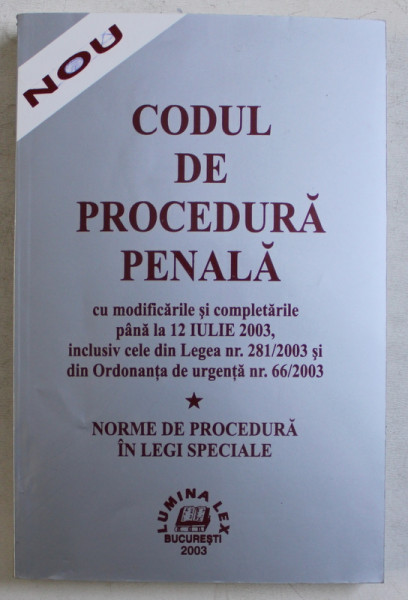 NOU
CODUL
DE
PROCEDURĂ
PENALĂ
cu modificările şi completările
până la 12 IULIE 2003,
inclusiv cele din Legea nr. 281/2003 şi
din Ordonanţa de urgenţă nr. 66/2003
★
NORME DE PROCEDURĂ
ÎN LEGI SPECIALE
LUMINA LEX
BUCUREŞTI
2003